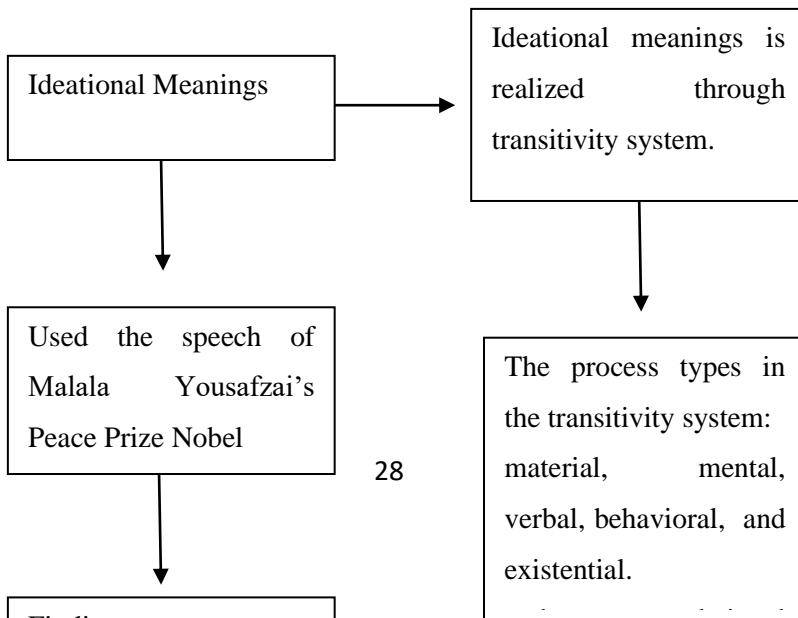 Ideational Meanings
Ideational meanings is
realized through
transitivity system.
Used the speech of
Malala Yousafzai’s
Peace Prize Nobel
28
The process types in
the transitivity system:
material, mental,
verbal, behavioral, and
existential.